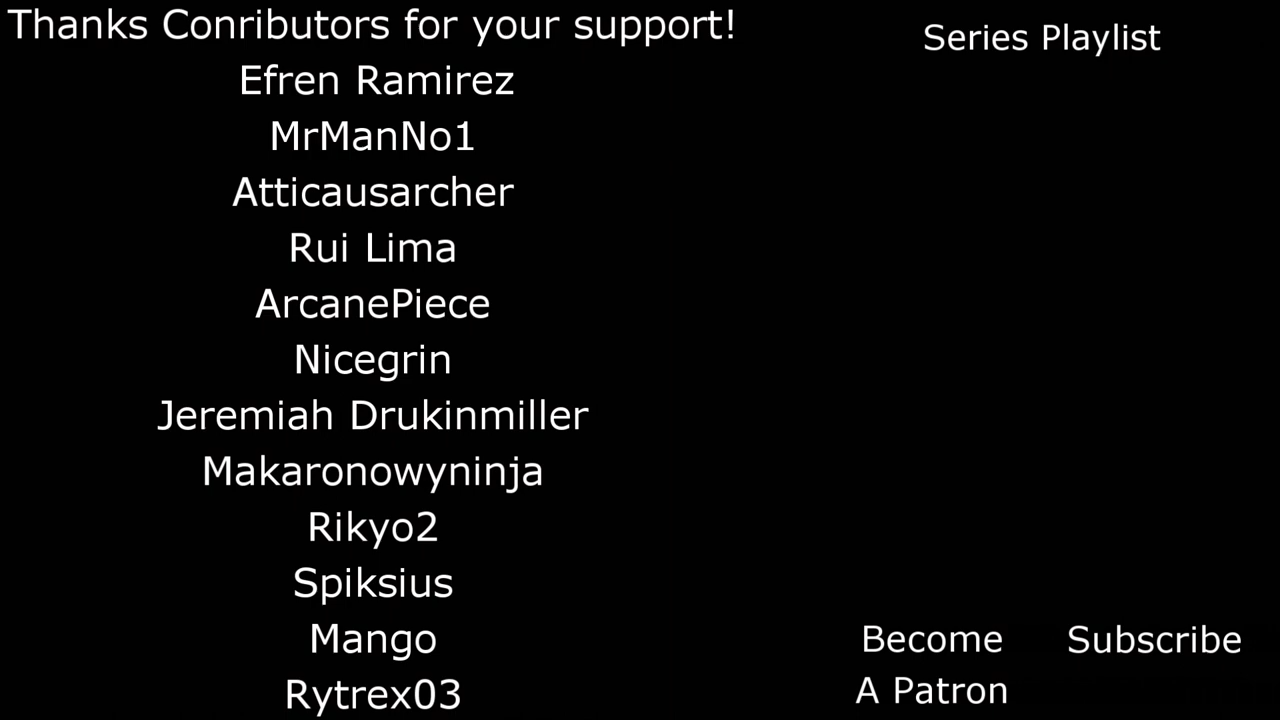 Thanks Conributors for your support!
Efren Ramirez
MrManNo1
Atticausarcher
Rui Lima
ArcanePiece
Nicegrin
Jeremiah Drukinmiller
Makaronowyninja
Rikyo2
Spiksius
Mango
Rytrex03
Series Playlist
Become
A Patron
Subscribe